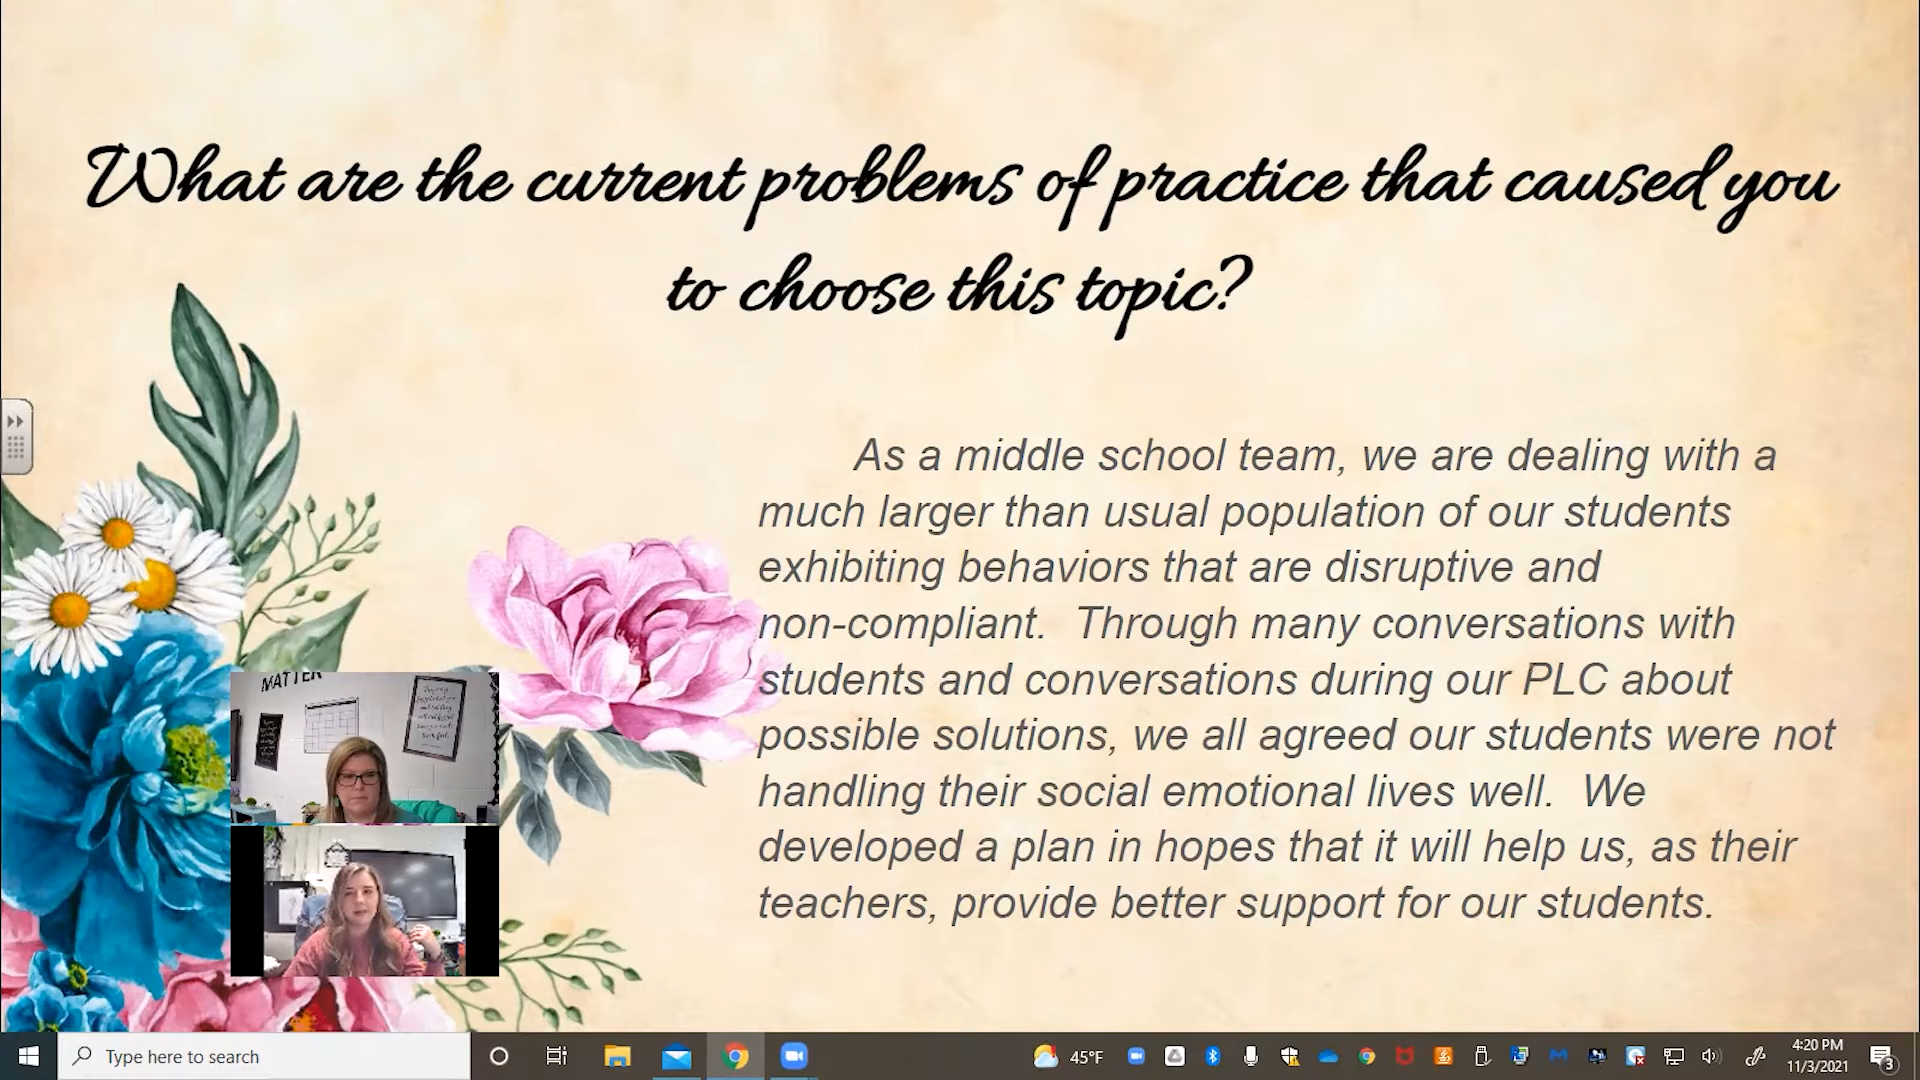 What are the current problems of practice that caused you
to choose this topic?
As a middle school team, we are dealing with a
much larger than usual population of our students
exhibiting behaviors that are disruptive and
non-compliant.  Through many conversations with
students and conversations during our PLC about
possible solutions, we all agreed our students were not
handling their social emotional lives well.  We
developed a plan in hopes that it will help us, as their
teachers, provide better support for our students.
MATTER
Type here to search
45°F
4:20 PM
11/3/2021
3